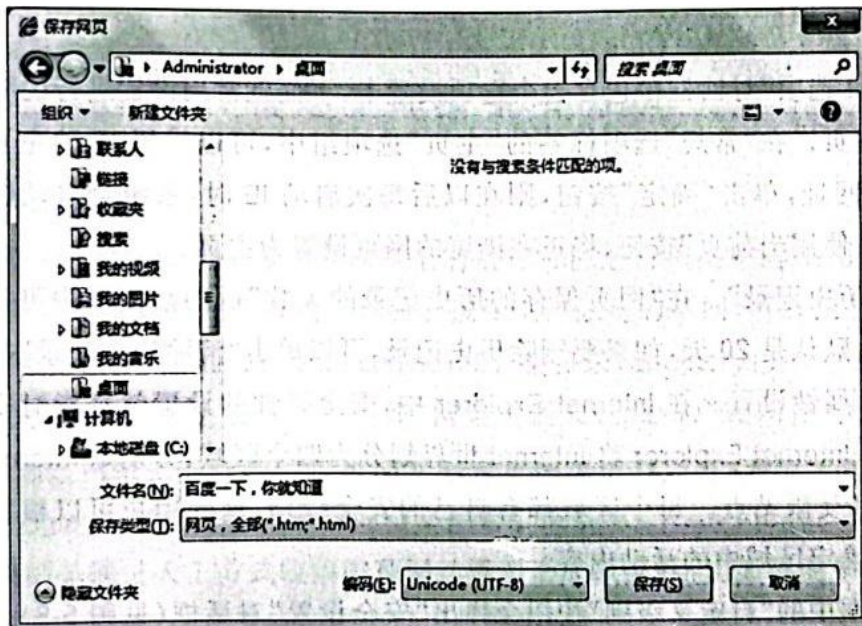 保存网页
Administrator 桌面
搜索 桌面
组织 新建文件夹
联系人
链接
收藏夹
搜索
我的视频
我的图片
我的文档
我的音乐
桌面
计算机
本地磁盘 (C:)
没有与搜索条件匹配的项。
文件名(N): 百度一下，你就知道
保存类型(T): 网页，全部(*.htm;*.html)
隐藏文件夹
编码(E): Unicode (UTF-8)
保存(S)
取消